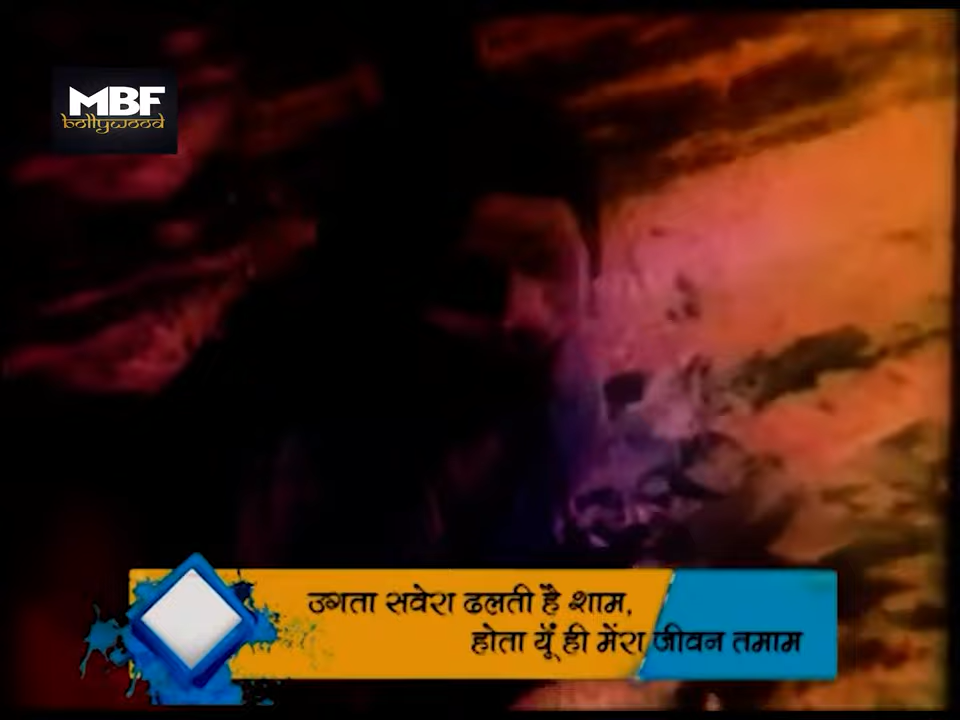 MBF
bollywood
उगता सवेरा ढलती है शाम,
होता यूँ ही मेंरा जीवन तमाम